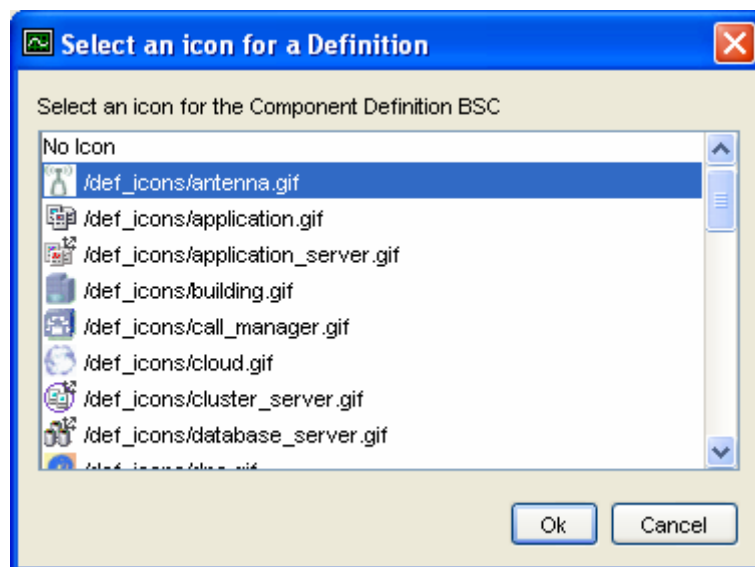 Select an icon for a Definition
Select an icon for the Component Definition BSC
No Icon
/def_icons/antenna.gif
/def_icons/application.gif
/def_icons/application_server.gif
/def_icons/building.gif
/def_icons/call_manager.gif
/def_icons/cloud.gif
/def_icons/cluster_server.gif
/def_icons/database_server.gif
Ok Cancel